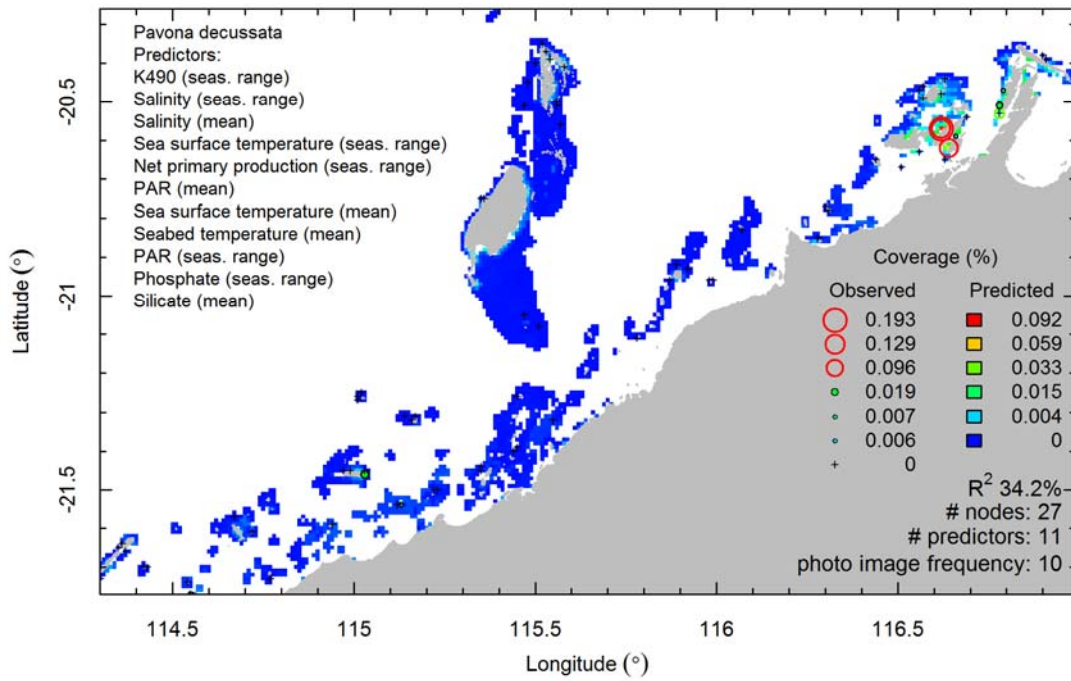 Pavona decussata
Predictors:
K490 (seas. range)
Salinity (seas. range)
Salinity (mean)
Sea surface temperature (seas. range)
Net primary production (seas. range)
PAR (mean)
Sea surface temperature (mean)
Seabed temperature (mean)
PAR (seas. range)
Phosphate (seas. range)
Silicate (mean)
Latitude (°)
-20.5
-21
-21.5
Coverage (%)
Observed Predicted
0.193 0.092
0.129 0.059
0.096 0.033
0.019 0.015
0.007 0.004
0.006 0
0
R² 34.2%
# nodes: 27
# predictors: 11
photo image frequency: 10
114.5 115 115.5 116 116.5
Longitude (°)